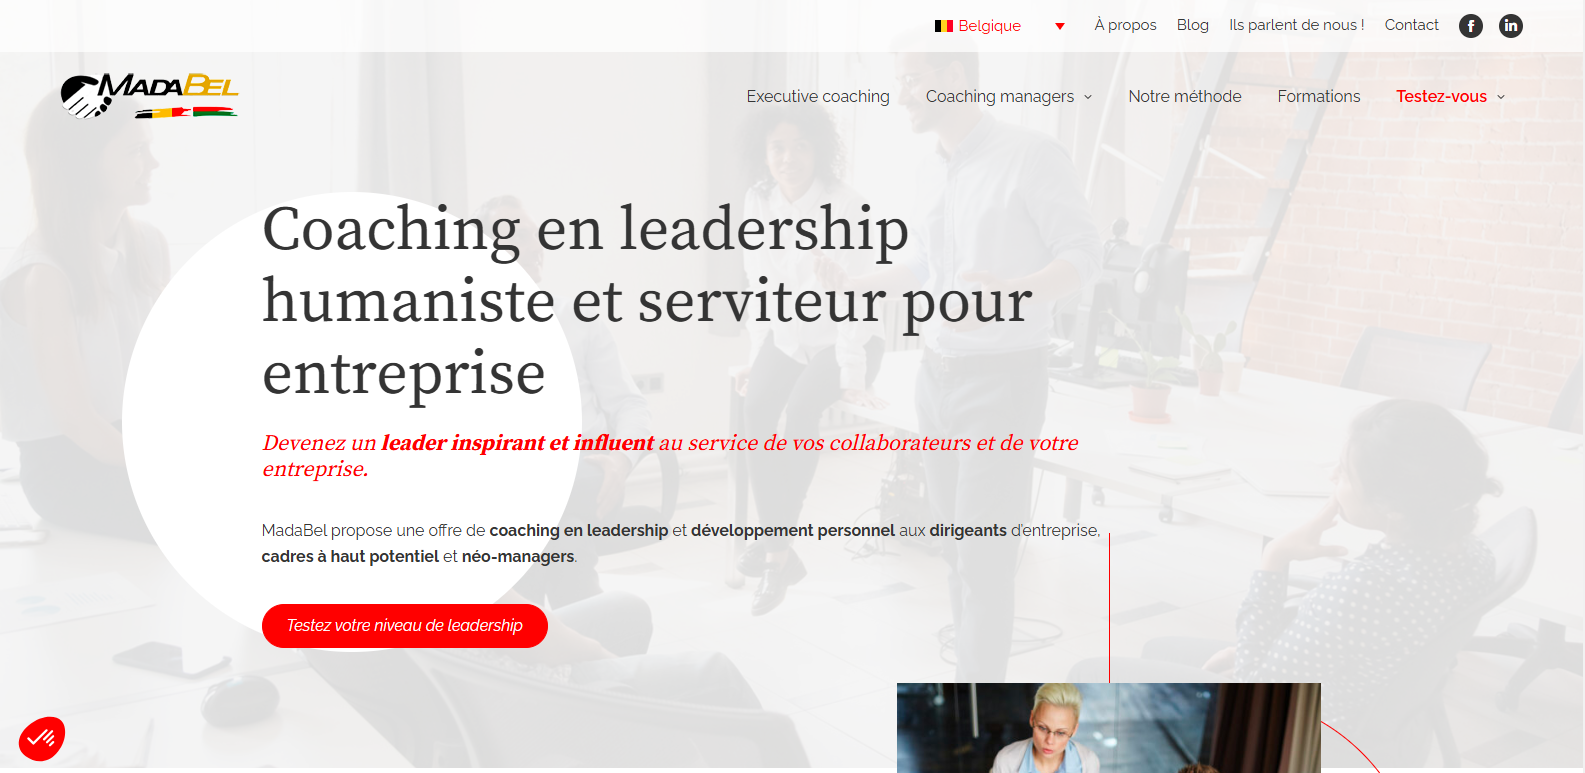 Belgique
À propos
Blog
Ils parlent de nous !
Contact
MADABEL
Executive coaching
Coaching managers
Notre méthode
Formations
Testez-vous
Coaching en leadership
humaniste et serviteur pour
entreprise
Devenez un leader inspirant et influent au service de vos collaborateurs et de votre
entreprise.
MadaBel propose une offre de coaching en leadership et développement personnel aux dirigeants d'entreprise,
cadres à haut potentiel et néo-managers.
Testez votre niveau de leadership